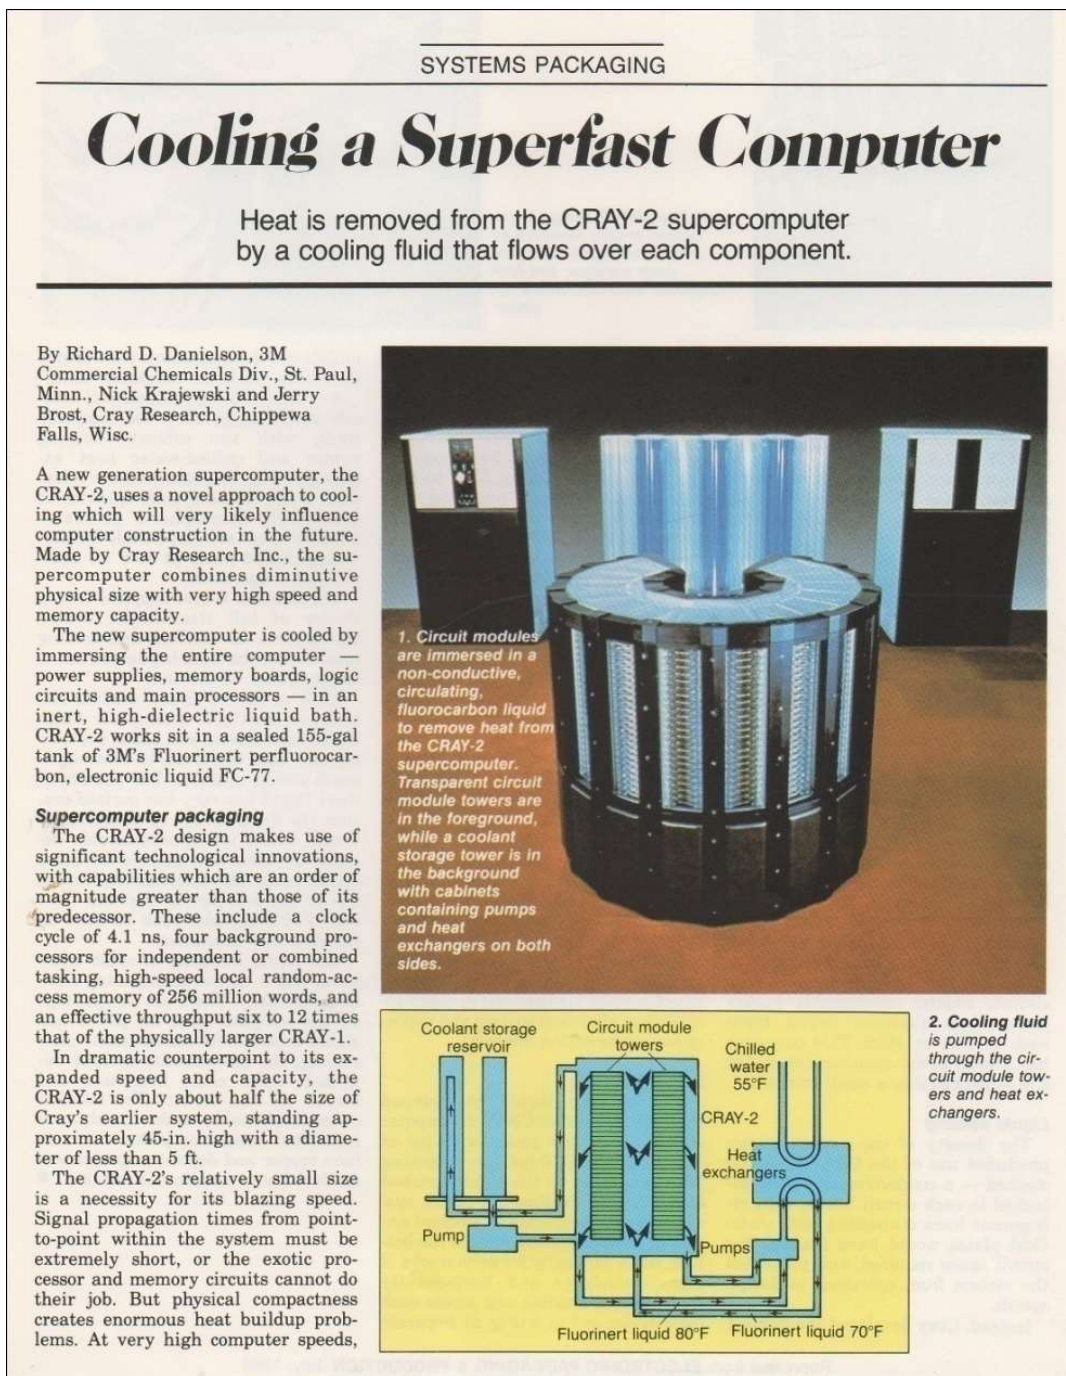 SYSTEMS PACKAGING
Cooling a Superfast Computer
Heat is removed from the CRAY-2 supercomputer
by a cooling fluid that flows over each component.
By Richard D. Danielson, 3M
Commercial Chemicals Div., St. Paul,
Minn., Nick Krajewski and Jerry
Brost, Cray Research, Chippewa
Falls, Wisc.
A new generation supercomputer, the
CRAY-2, uses a novel approach to cool-
ing which will very likely influence
computer construction in the future.
Made by Cray Research Inc., the su-
percomputer combines diminutive
physical size with very high speed and
memory capacity.
The new supercomputer is cooled by
immersing the entire computer —
power supplies, memory boards, logic
circuits and main processors — in an
inert, high-dielectric liquid bath.
CRAY-2 works sit in a sealed 155-gal
tank of 3M's Fluorinert perfluorocar-
bon, electronic liquid FC-77.
Supercomputer packaging
The CRAY-2 design makes use of
significant technological innovations,
with capabilities which are an order of
magnitude greater than those of its
predecessor. These include a clock
cycle of 4.1 ns, four background pro-
cessors for independent or combined
tasking, high-speed local random-ac-
cess memory of 256 million words, and
an effective throughput six to 12 times
that of the physically larger CRAY-1.
In dramatic counterpoint to its ex-
panded speed and capacity, the
CRAY-2 is only about half the size of
Cray's earlier system, standing ap-
proximately 45-in. high with a diame-
ter of less than 5 ft.
The CRAY-2's relatively small size
is a necessity for its blazing speed.
Signal propagation times from point-
to-point within the system must be
extremely short, or the exotic pro-
cessor and memory circuits cannot do
their job. But physical compactness
creates enormous heat buildup prob-
lems. At very high computer speeds,
1. Circuit modules
are immersed in a
non-conductive,
circulating,
fluorocarbon liquid
to remove heat from
the CRAY-2
supercomputer.
Transparent circuit
module towers are
in the foreground,
while a coolant
storage tower is in
the background
with cabinets
containing pumps
and heat
exchangers on both
sides.
Coolant storage
reservoir
Circuit module
towers
Chilled
water
55°F
CRAY-2
Heat
exchangers
Pump
Pumps
Fluorinert liquid 80°F
Fluorinert liquid 70°F
2. Cooling fluid
is pumped
through the cir-
cuit module tow-
ers and heat ex-
changers.